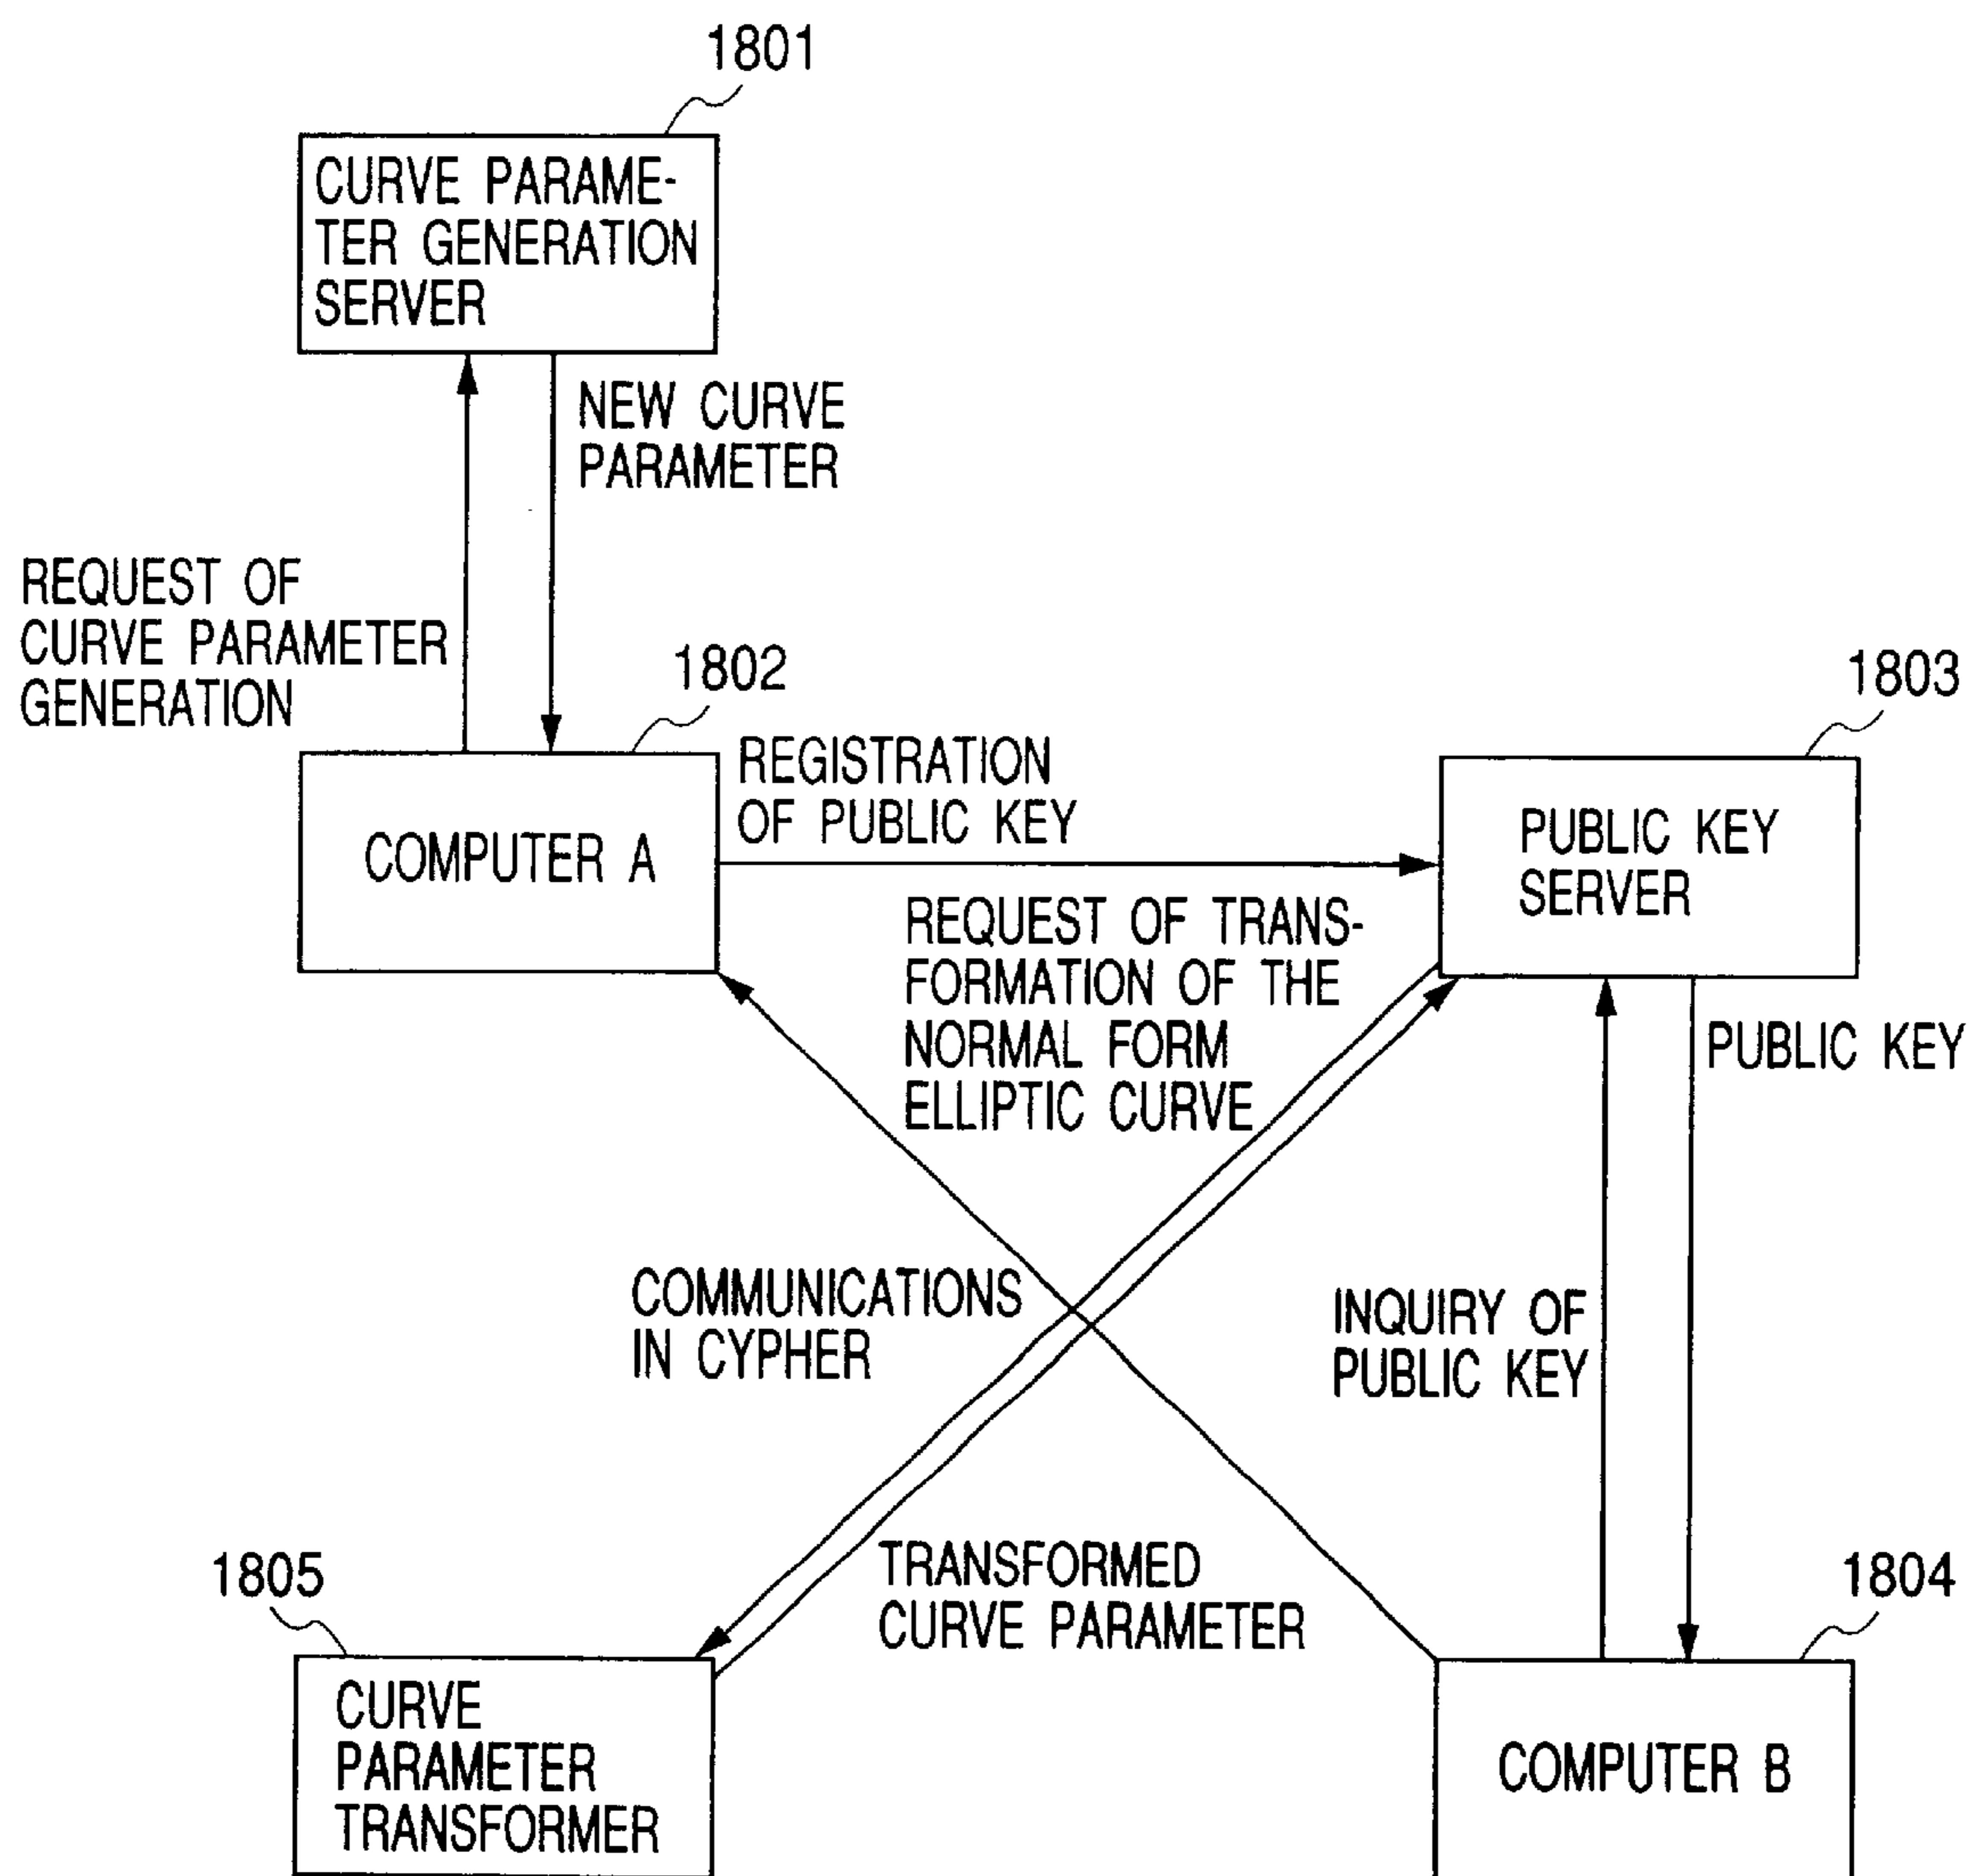 1801
CURVE PARAME-
TER GENERATION
SERVER
NEW CURVE
PARAMETER
REQUEST OF
CURVE PARAMETER
GENERATION
1802
1803
REGISTRATION
OF PUBLIC KEY
COMPUTER A
PUBLIC KEY
SERVER
REQUEST OF TRANS-
FORMATION OF THE
NORMAL FORM
ELLIPTIC CURVE
PUBLIC KEY
COMMUNICATIONS
IN CYPHER
INQUIRY OF
PUBLIC KEY
TRANSFORMED
CURVE PARAMETER
1805
1804
CURVE
PARAMETER
TRANSFORMER
COMPUTER B